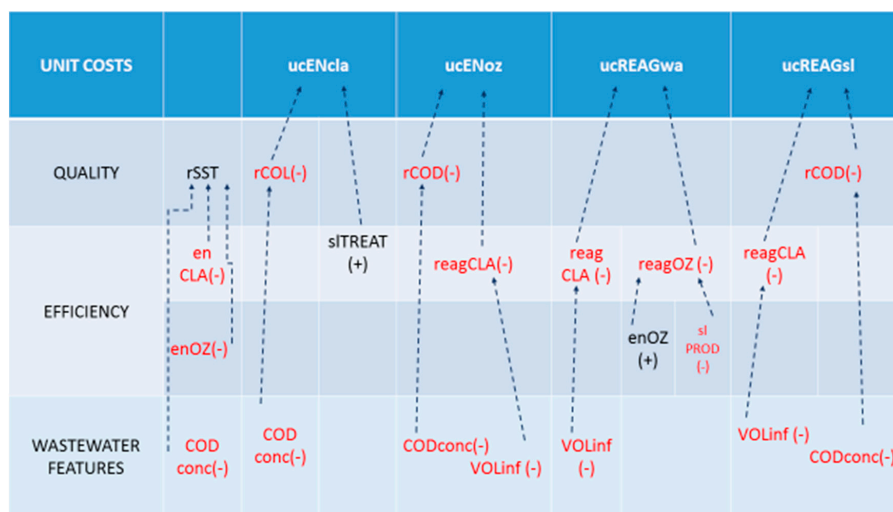 UNIT COSTS
ucENcla
ucENoz
ucREAGwa
ucREAGsl
QUALITY
rSST
rCOL(-)
rCOD(-)
rCOD(-)
EFFICIENCY
en
CLA(-)
slTREAT
(+)
reagCLA(-)
reag
CLA (-)
reagOZ (-)
reagCLA
(-)
enOZ(-)
enOZ
(+)
sl
PROD
(-)
WASTEWATER
FEATURES
COD
conc(-)
COD
conc(-)
CODconc(-)
VOLinf (-)
VOLinf
(-)
VOLinf (-)
CODconc(-)